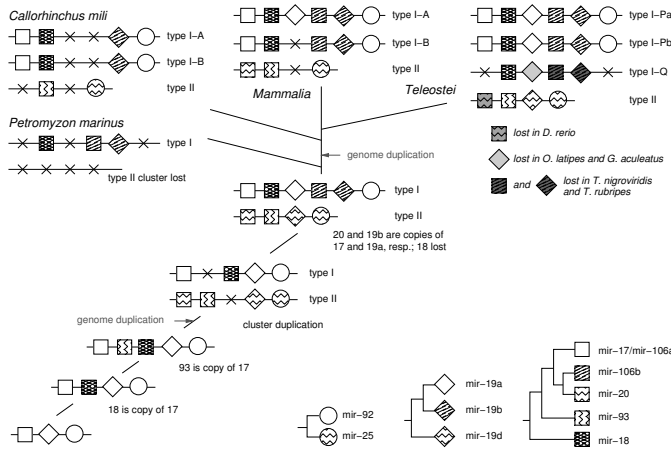 Callorhinchus mili
type I−A
type I−B
type II
Petromyzon marinus
type I
type II cluster lost
type I−A
type I−B
type II
Mammalia
Teleostei
type I−Pa
type I−Pb
type I−Q
type II
lost in D. rerio
lost in O. latipes and G. aculeatus
and lost in T. nigroviridis
and T. rubripes
genome duplication
type I
type II
20 and 19b are copies of
17 and 19a, resp.; 18 lost
type I
type II
genome duplication
cluster duplication
93 is copy of 17
18 is copy of 17
mir−92
mir−25
mir−19a
mir−19b
mir−19d
mir−17/mir−106a
mir−106b
mir−20
mir−93
mir−18